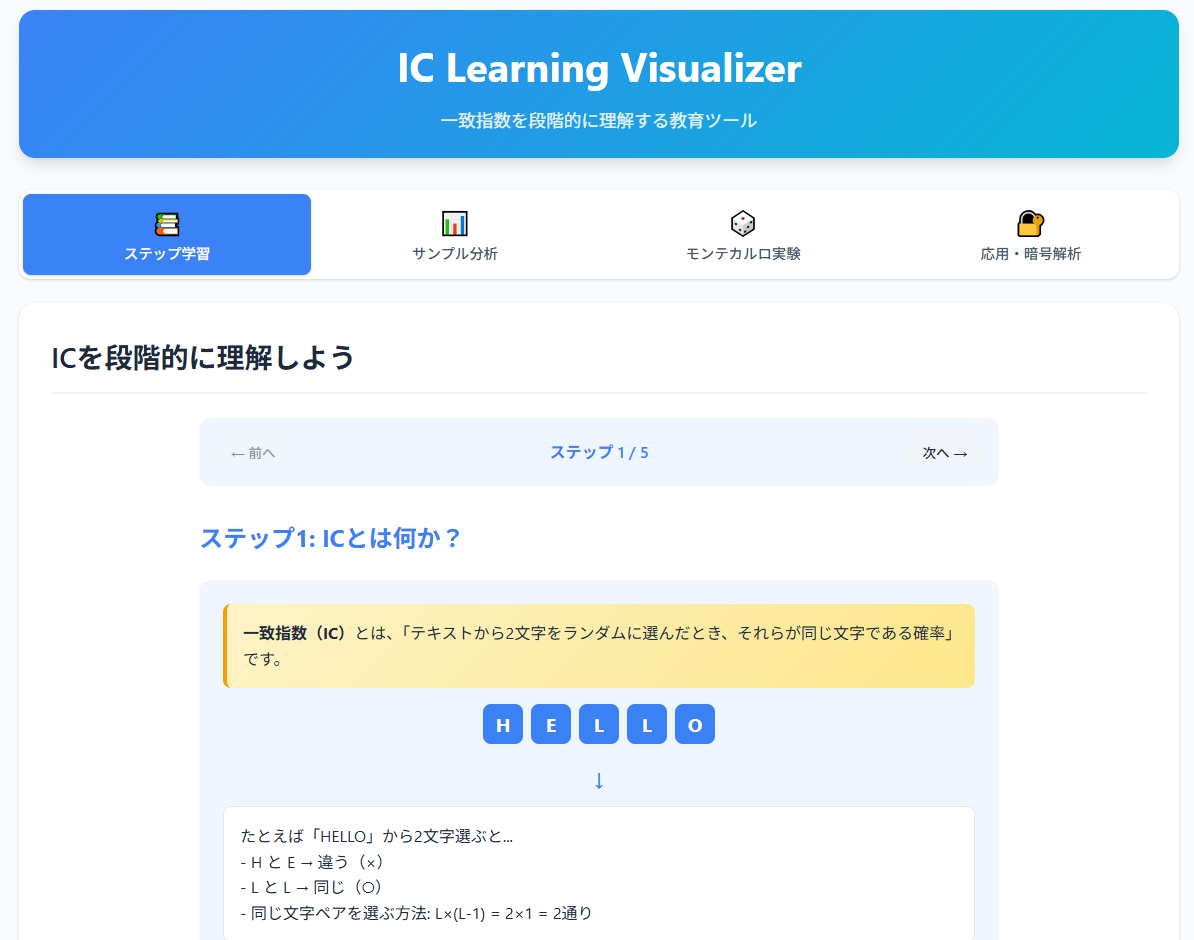 IC Learning Visualizer
一致指数を段階的に理解する教育ツール
ステップ学習
サンプル分析
モンテカルロ実験
応用・暗号解析
ICを段階的に理解しよう
← 前へ
ステップ 1 / 5
次へ →
ステップ1: ICとは何か？
一致指数（IC）とは、「テキストから2文字をランダムに選んだとき、それらが同じ文字である確率」
です。
H E L L O
↓
たとえば「HELLO」から2文字選ぶと...
- H と E → 違う（×）
- L と L → 同じ（○）
- 同じ文字ペアを選ぶ方法: L×(L-1) = 2×1 = 2通り